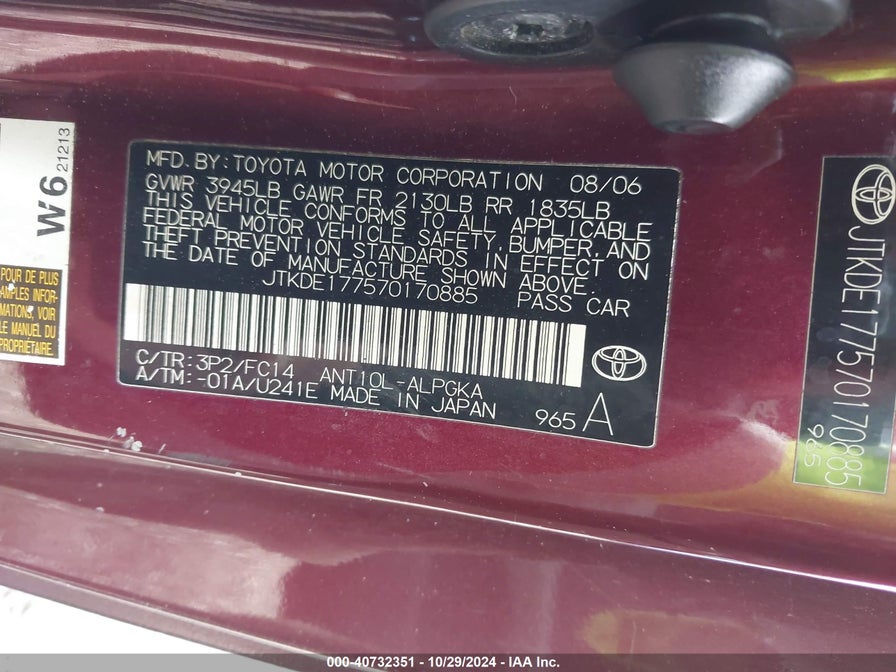 W6
21213
POUR DE PLUS
AMPLES INFOR-
MATIONS, VOIR
LE MANUEL DU
PROPRIÉTAIRE.
MFD. BY: TOYOTA MOTOR CORPORATION 08/06
GVWR 3945LB GAWR FR 2130LB RR 1835LB
THIS VEHICLE CONFORMS TO ALL APPLICABLE
FEDERAL MOTOR VEHICLE SAFETY, BUMPER, AND
THEFT PREVENTION STANDARDS IN EFFECT ON
THE DATE OF MANUFACTURE SHOWN ABOVE.
JTKDE177570170885 PASS CAR
C/TR: 3P2/FC14 ANT10L-ALPGKA
A/TM: -01A/U241E MADE IN JAPAN 965 A
JTKDE177570170885
965
000-40732351 - 10/29/2024 - IAA Inc.